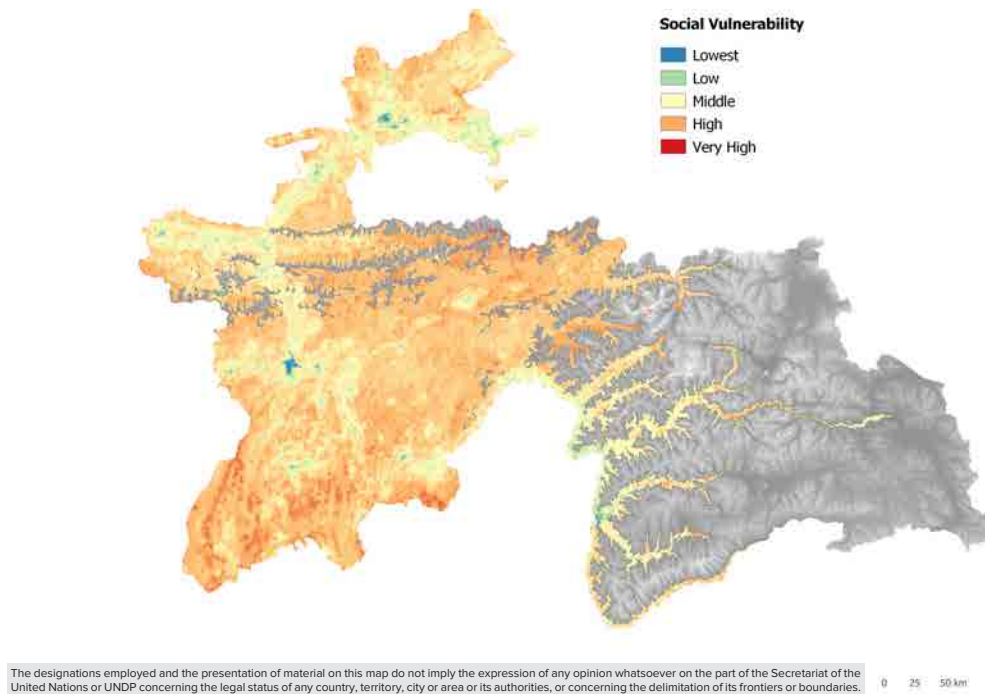 Social Vulnerability
Lowest
Low
Middle
High
Very High
The designations employed and the presentation of material on this map do not imply the expression of any opinion whatsoever on the part of the Secretariat of the
United Nations or UNDP concerning the legal status of any country, territory, city or area or its authorities, or concerning the delimitation of its frontiers or boundaries.
0 25 50 km